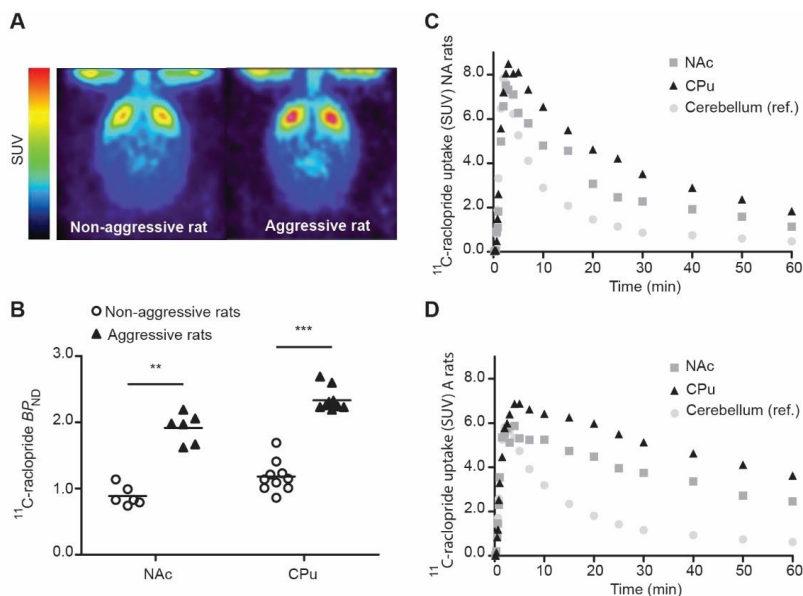 A
SUV
Non-aggressive rat
Aggressive rat
B
Non-aggressive rats
Aggressive rats
¹¹C-raclopride BP_ND
3.0
2.0
1.0
0.0
**
***
NAc
CPu
C
¹¹C-raclopride uptake (SUV) NA rats
8.0
6.0
4.0
2.0
0.0
NAc
CPu
Cerebellum (ref.)
0 10 20 30 40 50 60
Time (min)
D
¹¹C-raclopride uptake (SUV) A rats
8.0
6.0
4.0
2.0
0.0
NAc
CPu
Cerebellum (ref.)
0 10 20 30 40 50 60
Time (min)